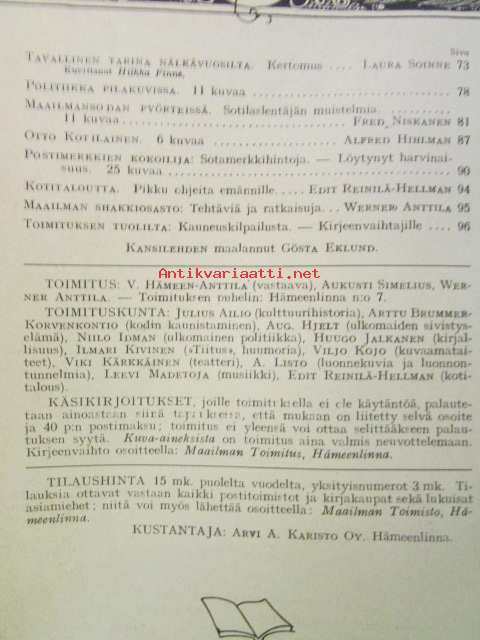 Sivu
TAVALLINEN TARINA NÄLKÄVUOSILTA. Kertomus .... LAURA SOINNE 73
Kuvittanut Hilkka Finne.
POLITIIKKA PILAKUVISSA. 11 kuvaa .......... 78
MAAILMANSODAN PYÖRTEISSÄ. Sotilaslentäjän muistelmia. ..........
11 kuvaa .......... FRED. NISKANEN 81
OTTO KOTILAINEN. 6 kuvaa .......... ALFRED HIHLMAN 87
POSTIMERKKIEN KOKOILIJA: Sotamerkkihintoja. — Löytynyt harvinai-
suus. 25 kuvaa .......... 90
KOTITALOUTTA. Pikku ohjeita emännille..... EDIT REINILÄ-HELLMAN 94
MAAILMAN SHAKKIOSASTO: Tehtäviä ja ratkaisuja... WERNER ANTTILA 95
TOIMITUKSEN TUOLILTA: Kauneuskilpailusta. — Kirjeenvaihtajille .... 96
KANSILEHDEN maalannut GÖSTA EKLUND.
Antikvariaatti.net
TOIMITUS: V. HÄMEEN-ANTTILA (vastaava), AUKUSTI SIMELIUS, WER-
NER ANTTILA. — Toimituksen puhelin: Hämeenlinna n:o 7.
TOIMITUSKUNTA: JULIUS AILIO (kulttuurihistoria), ARTTU BRUMMER-
KORVENKONTIO (kodin kaunistaminen), AUG. HJELT (ulkomaiden sivistys-
elämä), NIILO IDMAN (ulkomainen politiikka), HUUGO JALKANEN (kirjal-
lisuus), ILMARI KIVINEN («Tiitus», huumoria), VILJO KOJO (kuvaamatai-
teet), VIKI KÄRKKÄINEN (teatteri), A. LISTO (luonnekuvia ja luonnon-
tunnelmia), LEEVI MADETOJA (musiikki), EDIT REINILÄ-HELLMAN (koti-
talous).
KÄSIKIRJOITUKSET, joille toimituksella ei ole käytäntöä, palaute-
taan ainoastaan siinä tapauksessa, että mukaan on liitetty selvä osoite
ja 40 p:n postimaksu; toimitus ei yleensä voi ottaa selittääkseen palau-
tuksen syytä. Kuva-aineksista on toimitus aina valmis neuvottelemaan.
Kirjeenvaihto osoitteella: Maailman Toimitus, Hämeenlinna.
TILAUSHINTA 15 mk. puolelta vuodelta, yksityisnumerot 3 mk. Ti-
lauksia ottavat vastaan kaikki postitoimistot ja kirjakaupat sekä lukuisat
asiamiehet; niitä voi myös lähettää osoitteella: Maailman Toimisto, Hä-
meenlinna.
KUSTANTAJA: ARVI A. KARISTO OY. Hämeenlinna.